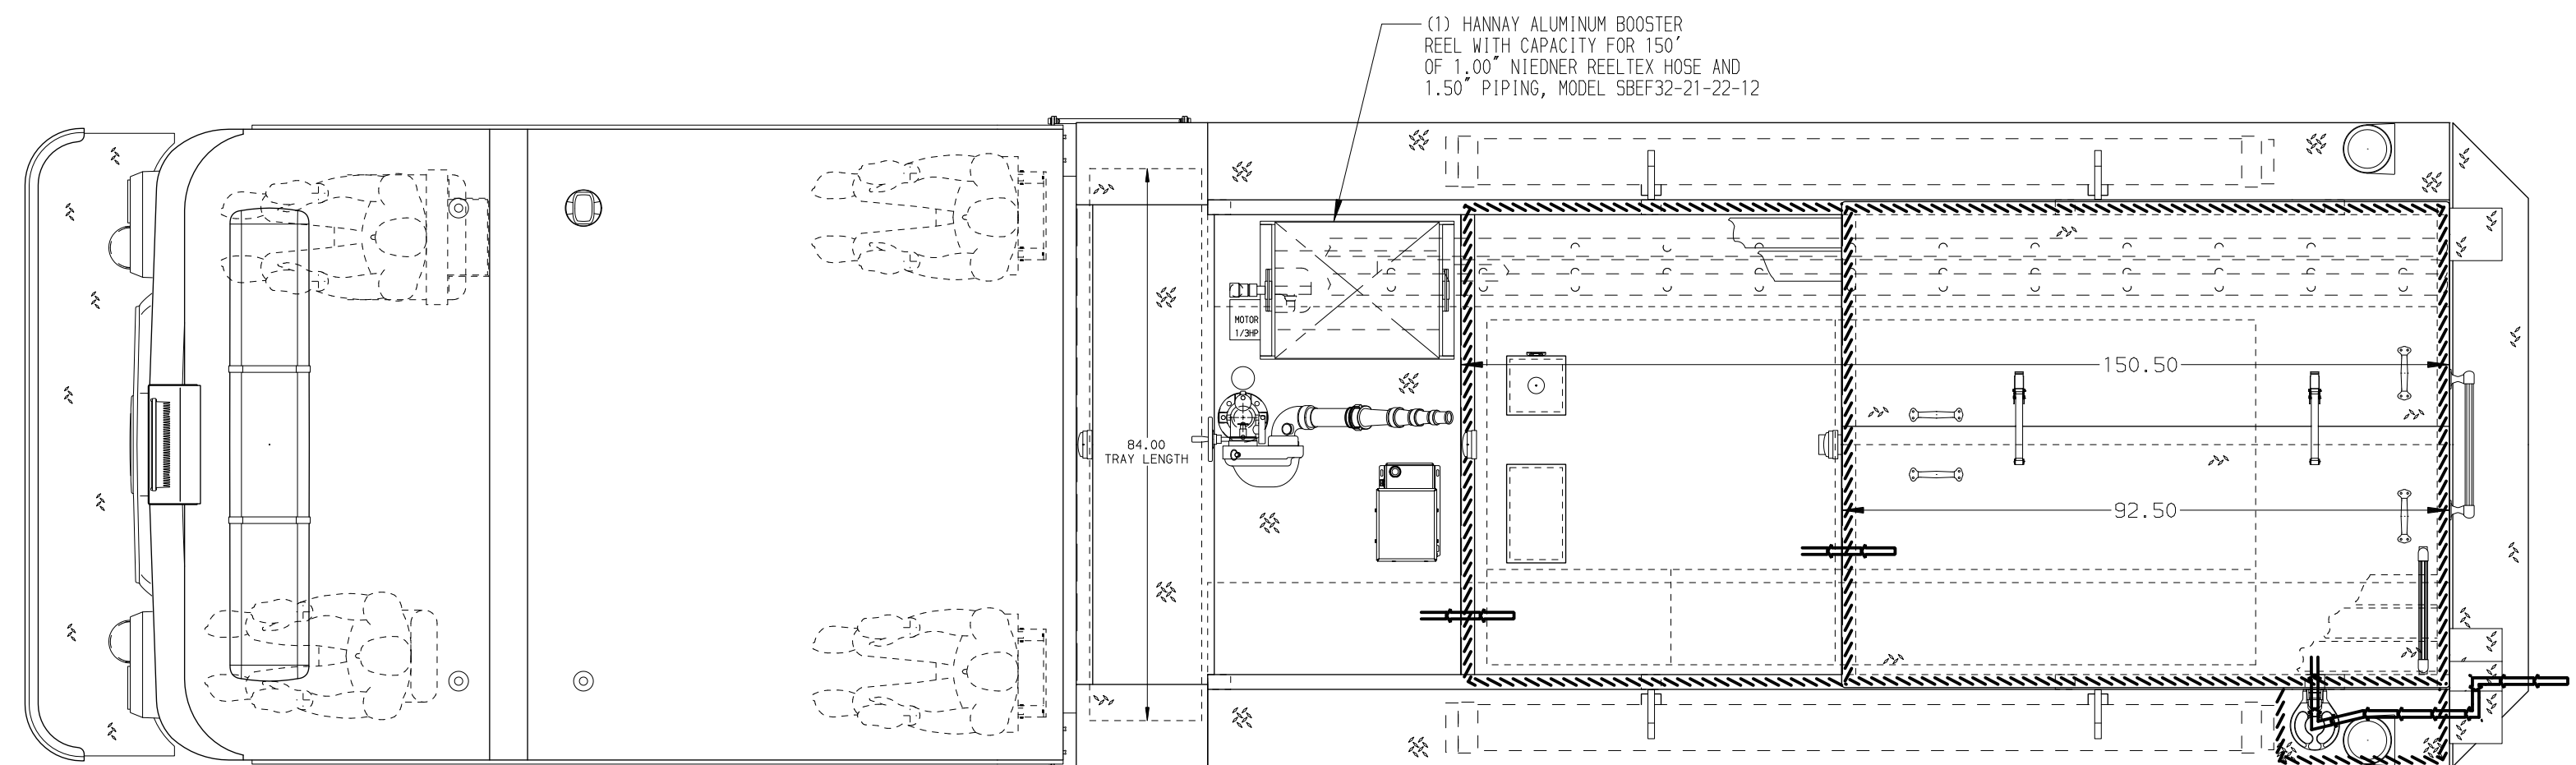 (1) HANNAY ALUMINUM BOOSTER
REEL WITH CAPACITY FOR 150'
OF 1.00" NIEDNER REELTEX HOSE AND
1.50" PIPING, MODEL SBEF32-21-22-12
MOTOR
1/3HP
150.50
84.00
TRAY LENGTH
92.50